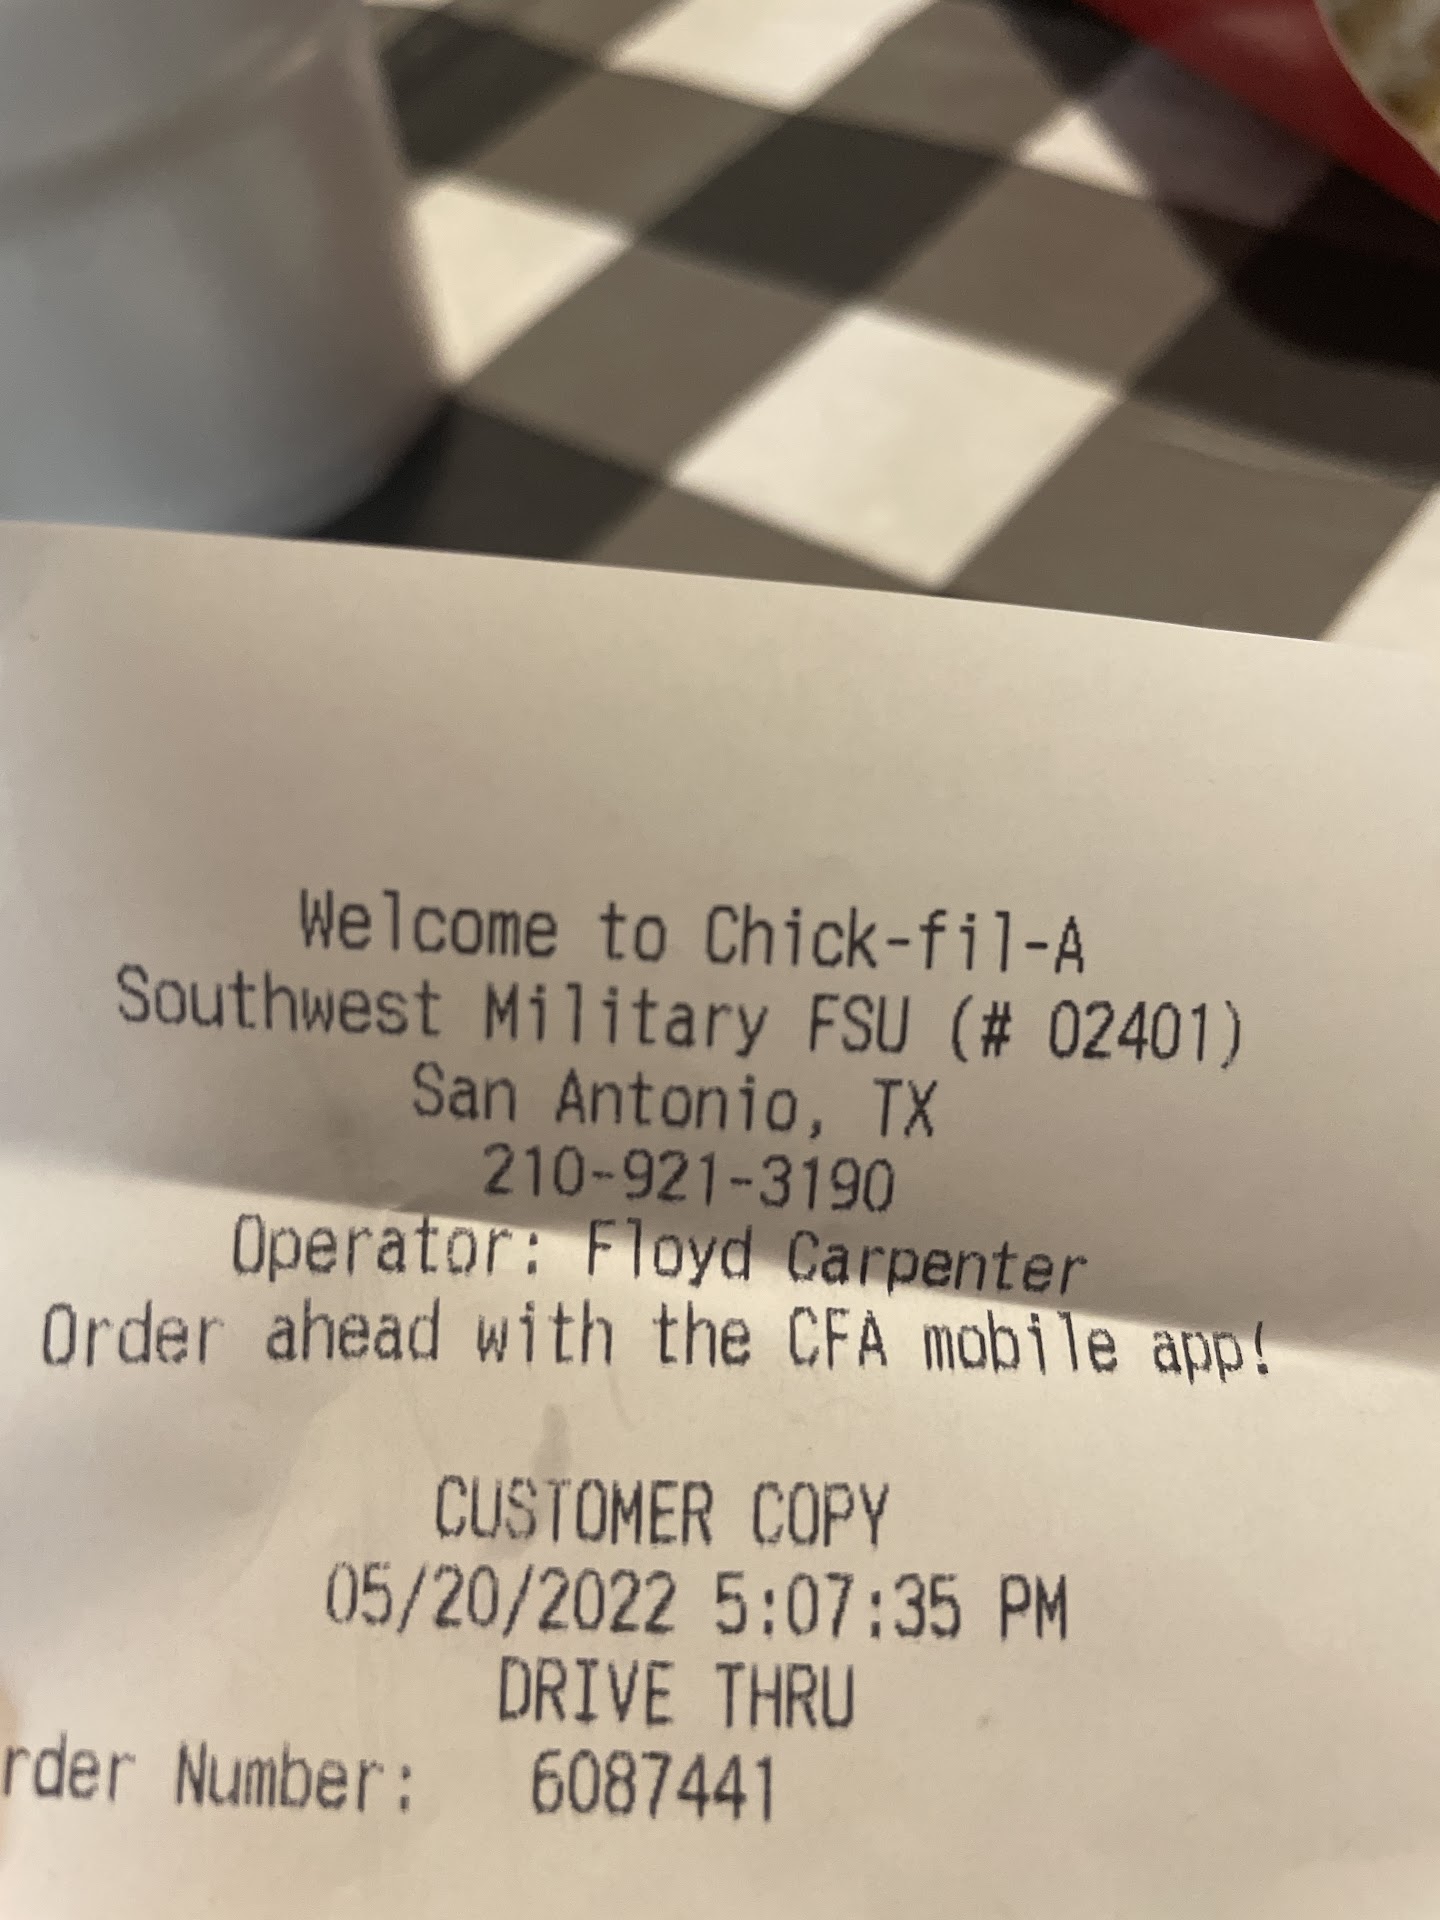 Welcome to Chick-fil-A
Southwest Military FSU (# 02401)
San Antonio, TX
210-921-3190
Operator: Floyd Carpenter
Order ahead with the CFA mobile app!
CUSTOMER COPY
05/20/2022 5:07:35 PM
DRIVE THRU
rder Number: 6087441